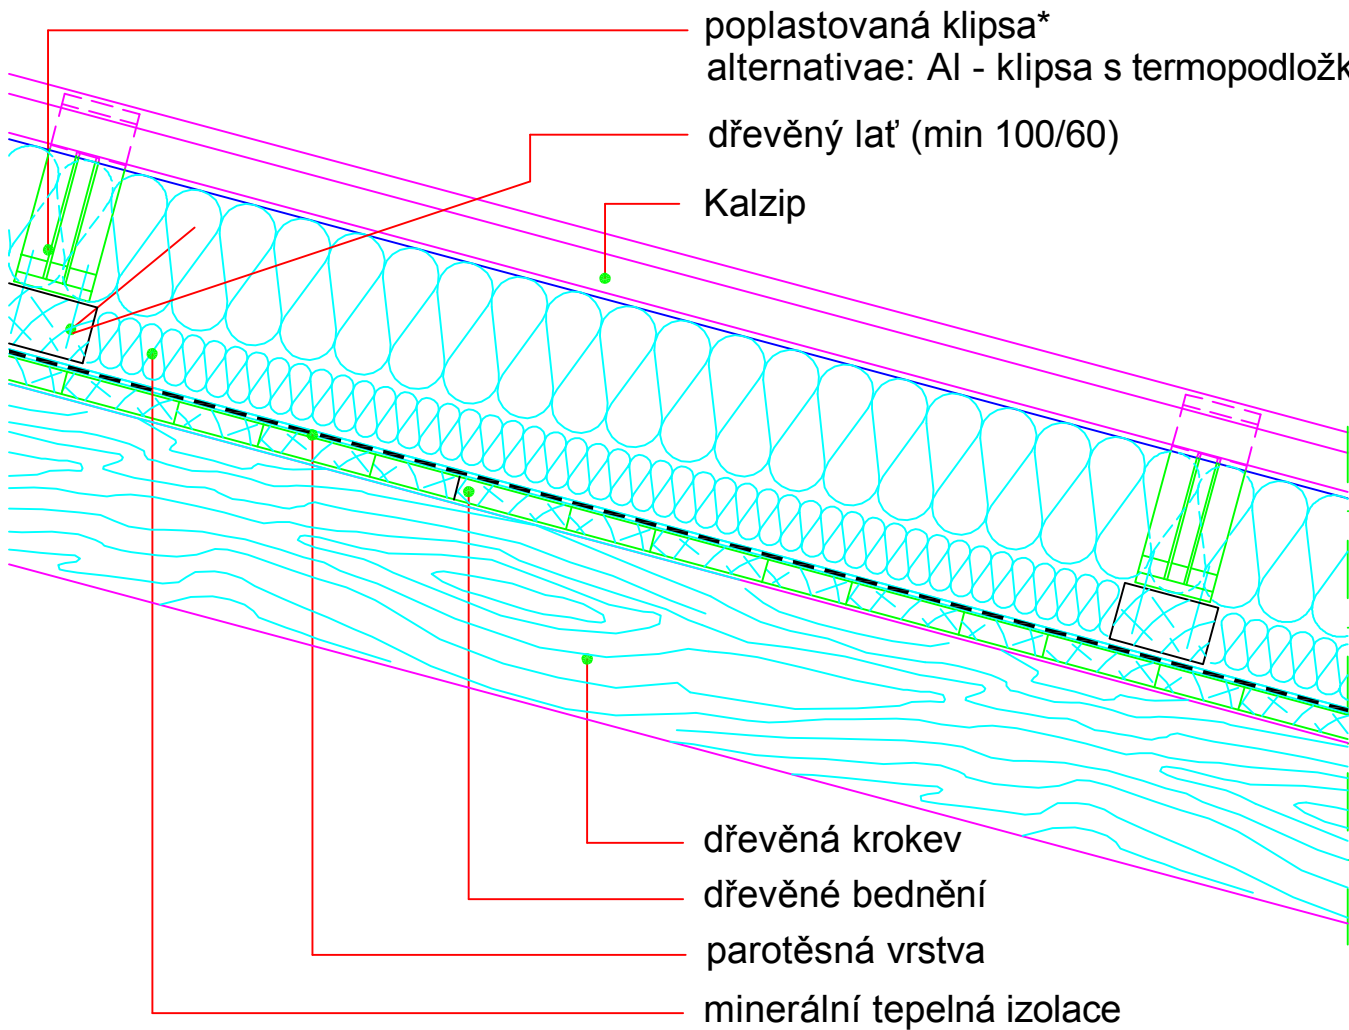 poplastovaná klipsa*
alternativae: Al - klipsa s
dřevěný lať (min 100/60)
Kalzip
dřevěná krokev
dřevěné bednění
parotěsná vrstva
minerální tepelná izolace